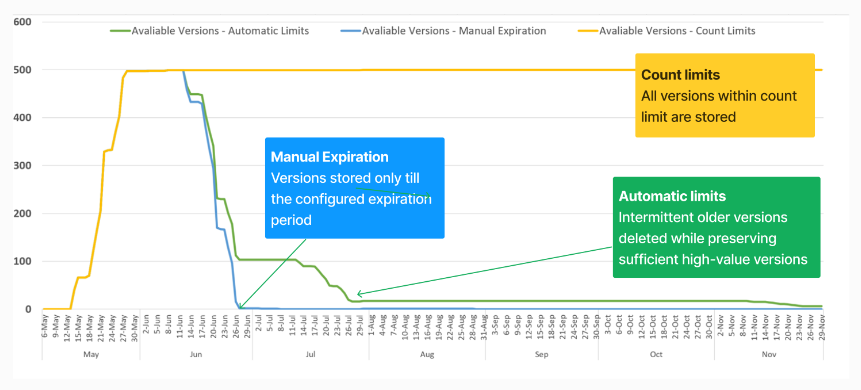 600
Avaliable Versions - Automatic Limits
Avaliable Versions - Manual Expiration
Avaliable Versions - Count Limits
500
400
300
200
100
0
Count limits
All versions within count
limit are stored
Manual Expiration
Versions stored only till
the configured expiration
period
Automatic limits
Intermittent older versions
deleted while preserving
sufficient high-value versions
6-May
9-May
12-May
15-May
18-May
21-May
24-May
27-May
30-May
2-Jun
5-Jun
8-Jun
11-Jun
14-Jun
17-Jun
20-Jun
23-Jun
26-Jun
29-Jun
2-Jul
5-Jul
8-Jul
11-Jul
14-Jul
17-Jul
20-Jul
23-Jul
26-Jul
29-Jul
1-Aug
4-Aug
7-Aug
10-Aug
13-Aug
16-Aug
19-Aug
22-Aug
25-Aug
28-Aug
31-Aug
3-Sep
6-Sep
9-Sep
12-Sep
15-Sep
18-Sep
21-Sep
24-Sep
27-Sep
30-Sep
3-Oct
6-Oct
9-Oct
12-Oct
15-Oct
18-Oct
21-Oct
24-Oct
27-Oct
30-Oct
2-Nov
5-Nov
8-Nov
11-Nov
14-Nov
17-Nov
20-Nov
23-Nov
26-Nov
29-Nov
May
Jun
Jul
Aug
Sep
Oct
Nov